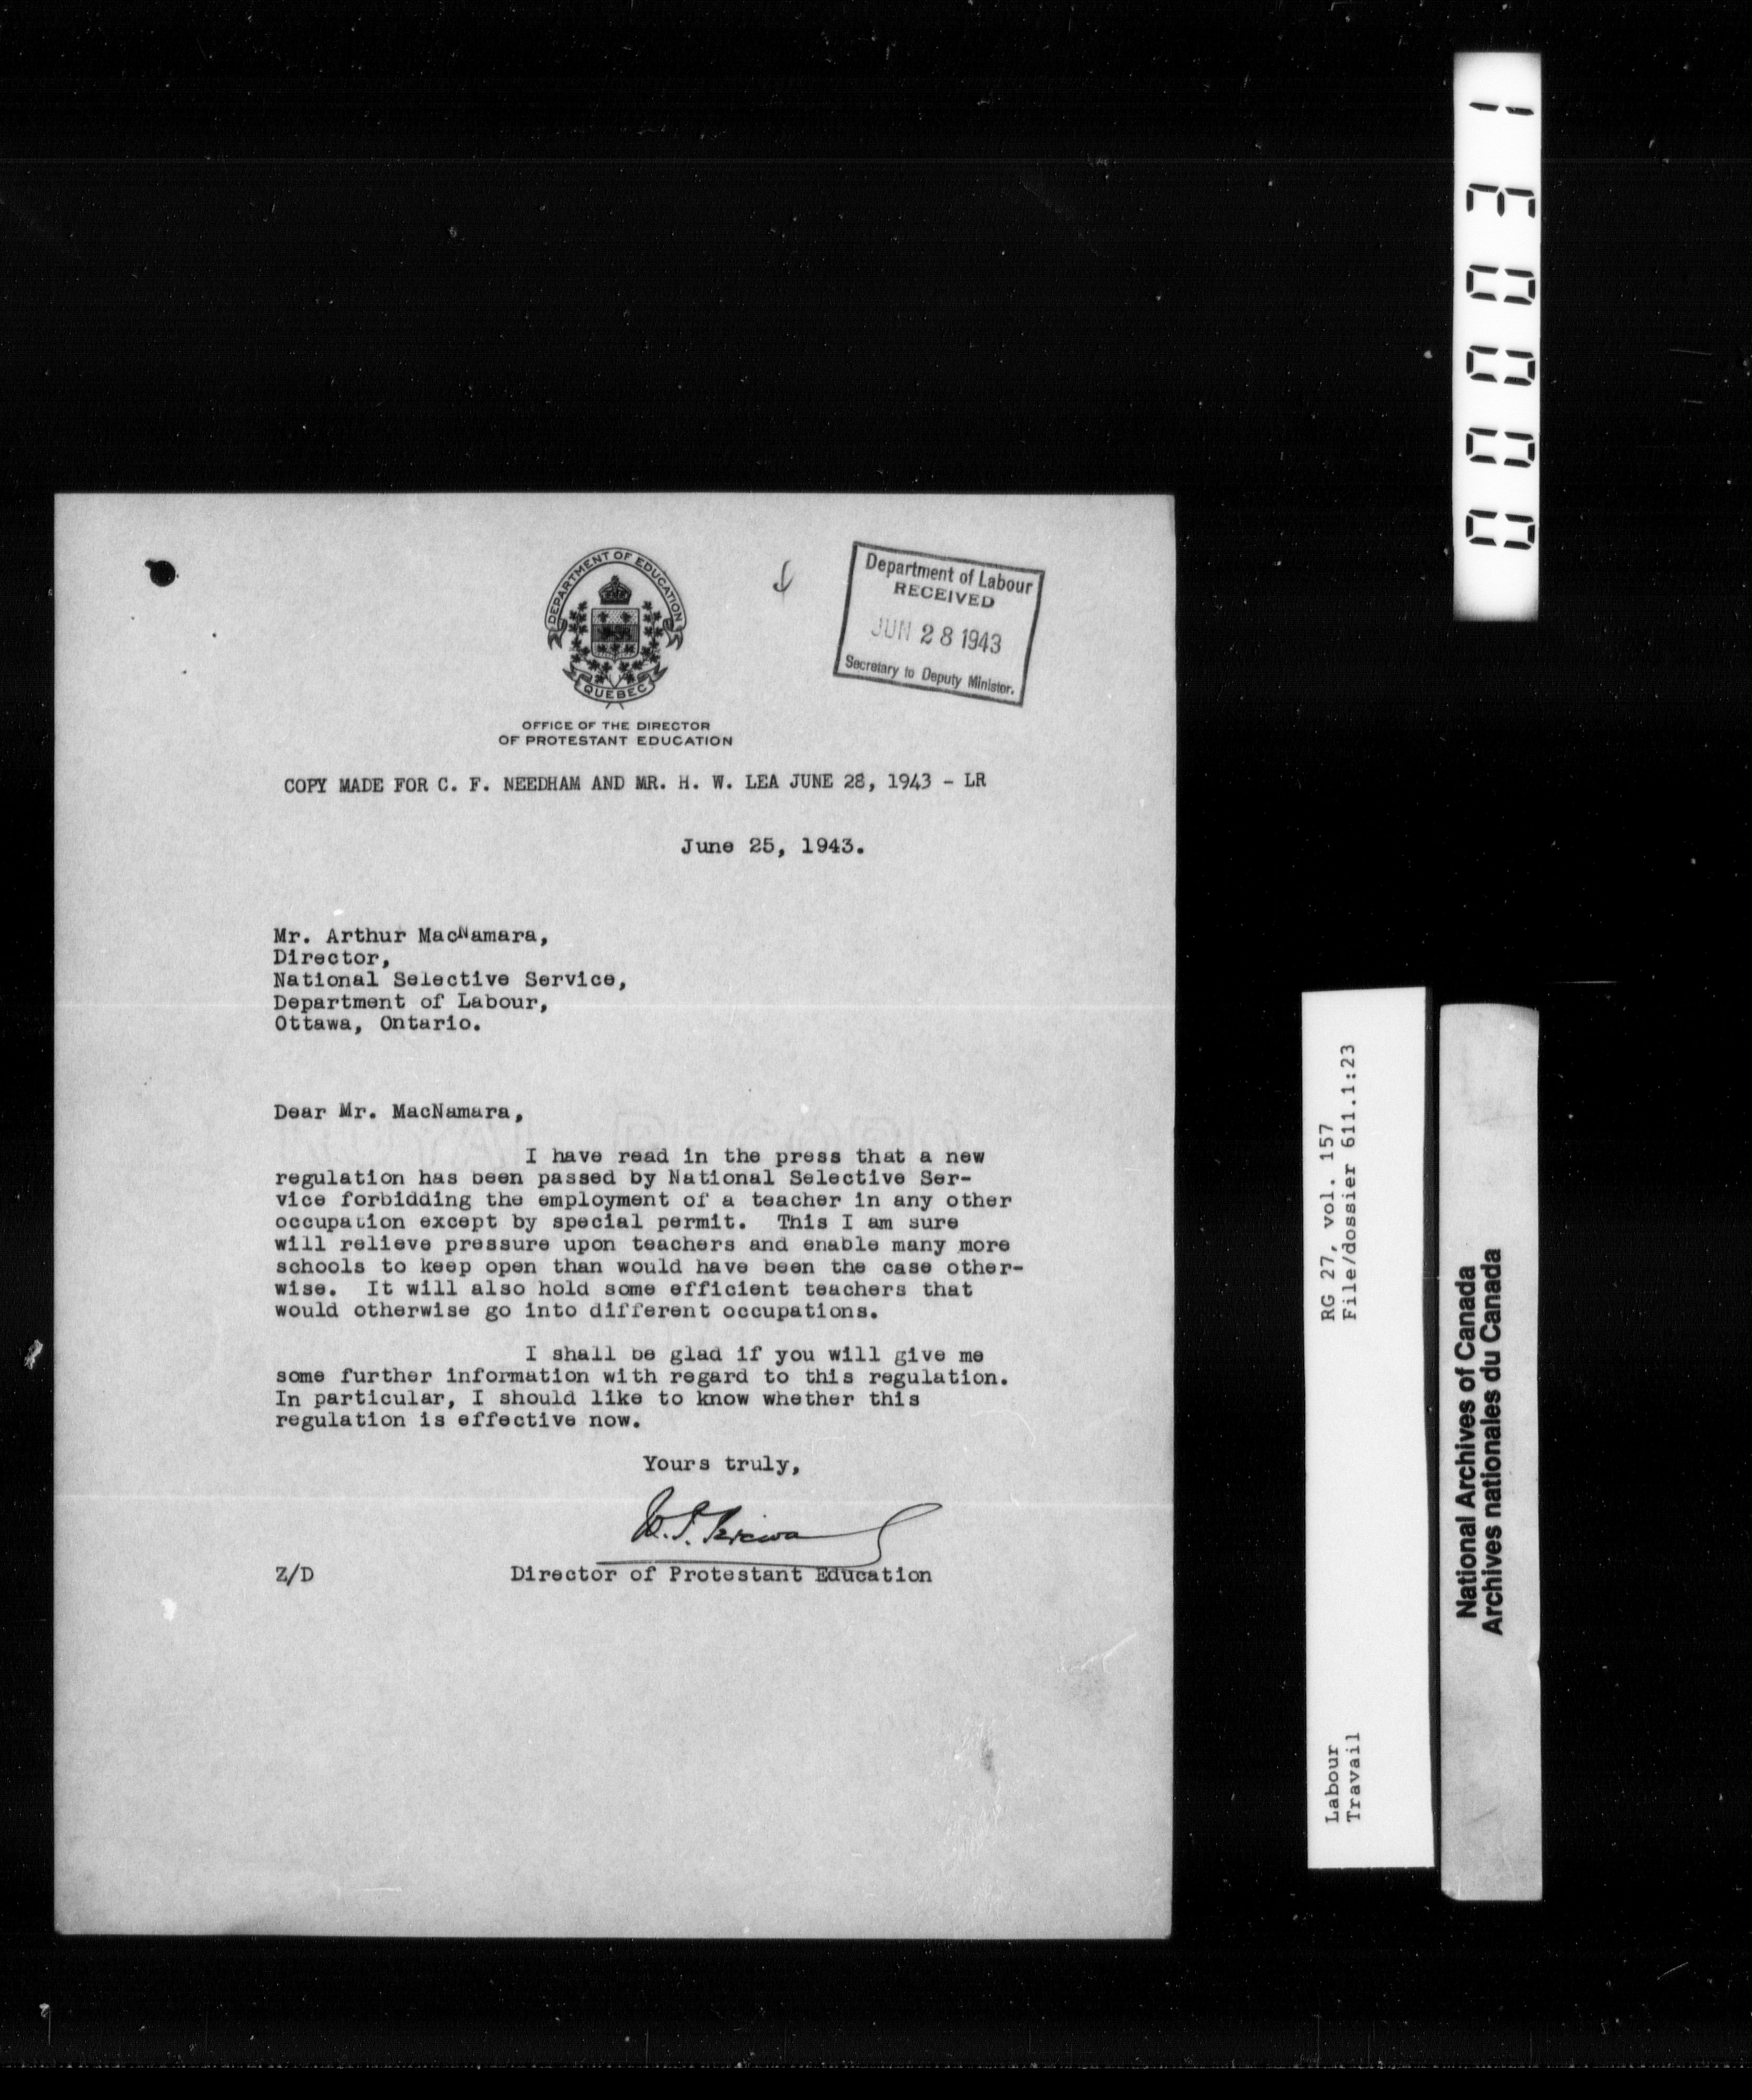 DEPARTMENT OF EDUCATION
QUEBEC
OFFICE OF THE DIRECTOR
OF PROTESTANT EDUCATION
Department of Labour
RECEIVED
JUN 28 1943
Secretary to Deputy Minister.
COPY MADE FOR C. F. NEEDHAM AND MR. H. W. LEA JUNE 28, 1943 - LR
June 25, 1943.
Mr. Arthur MacNamara,
Director,
National Selective Service,
Department of Labour,
Ottawa, Ontario.
Dear Mr. MacNamara,
I have read in the press that a new
regulation has been passed by National Selective Ser-
vice forbidding the employment of a teacher in any other
occupation except by special permit. This I am sure
will relieve pressure upon teachers and enable many more
schools to keep open than would have been the case other-
wise. It will also hold some efficient teachers that
would otherwise go into different occupations.
I shall be glad if you will give me
some further information with regard to this regulation.
In particular, I should like to know whether this
regulation is effective now.
Yours truly,
W. P.
Z/D
Director of Protestant Education
000031
RG 27, vol. 157
File/dossier 611.1:23
Labour
Travail
National Archives of Canada
Archives nationales du Canada